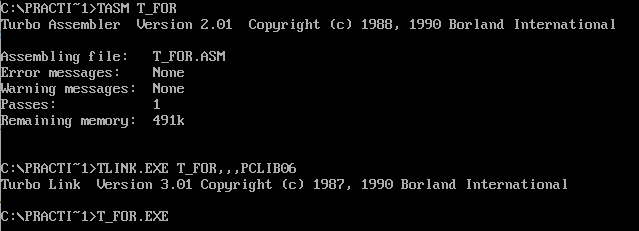 C:\PRACTI~1>TASM T_FOR
Turbo Assembler  Version 2.01  Copyright (c) 1988, 1990 Borland International
Assembling file:   T_FOR.ASM
Error messages:    None
Warning messages:  None
Passes:            1
Remaining memory:  491k
C:\PRACTI~1>TLINK.EXE T_FOR,,,PCLIB06
Turbo Link  Version 3.01 Copyright (c) 1987, 1990 Borland International
C:\PRACTI~1>T_FOR.EXE